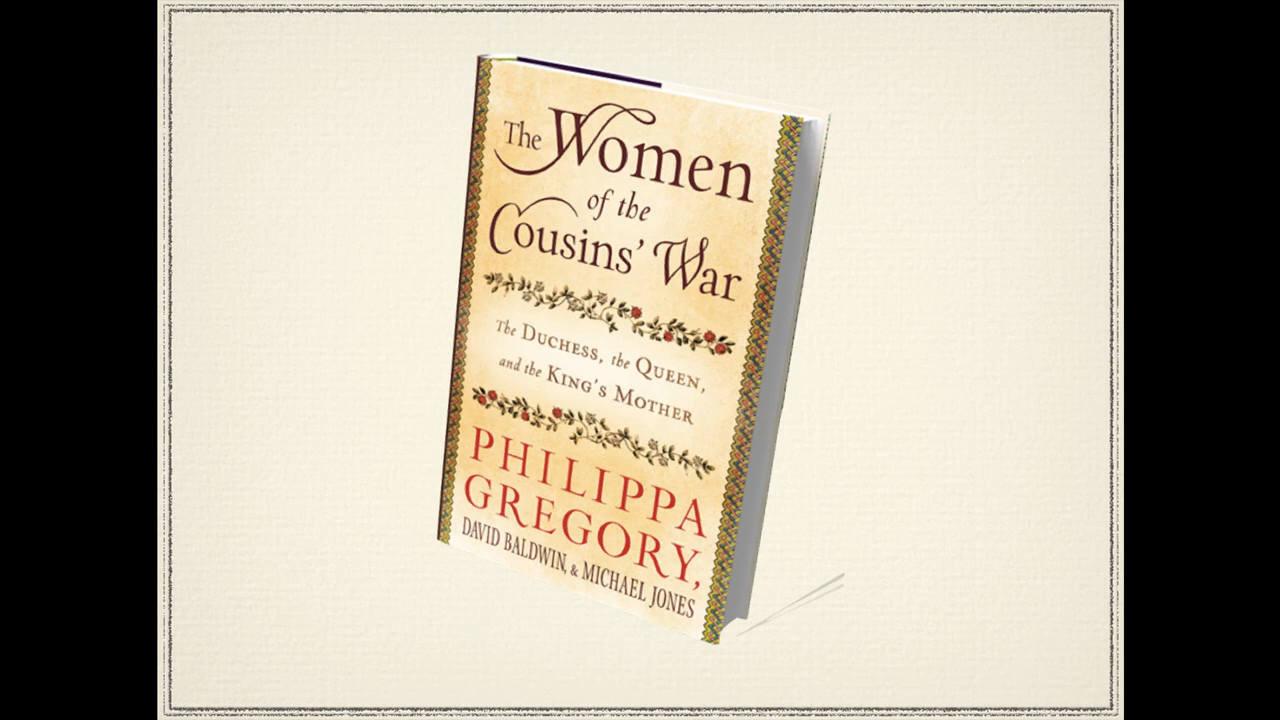 The Women
of the
Cousins' War
The Duchess, the Queen,
and the King's Mother
PHILIPPA
GREGORY,
DAVID BALDWIN, & MICHAEL JONES